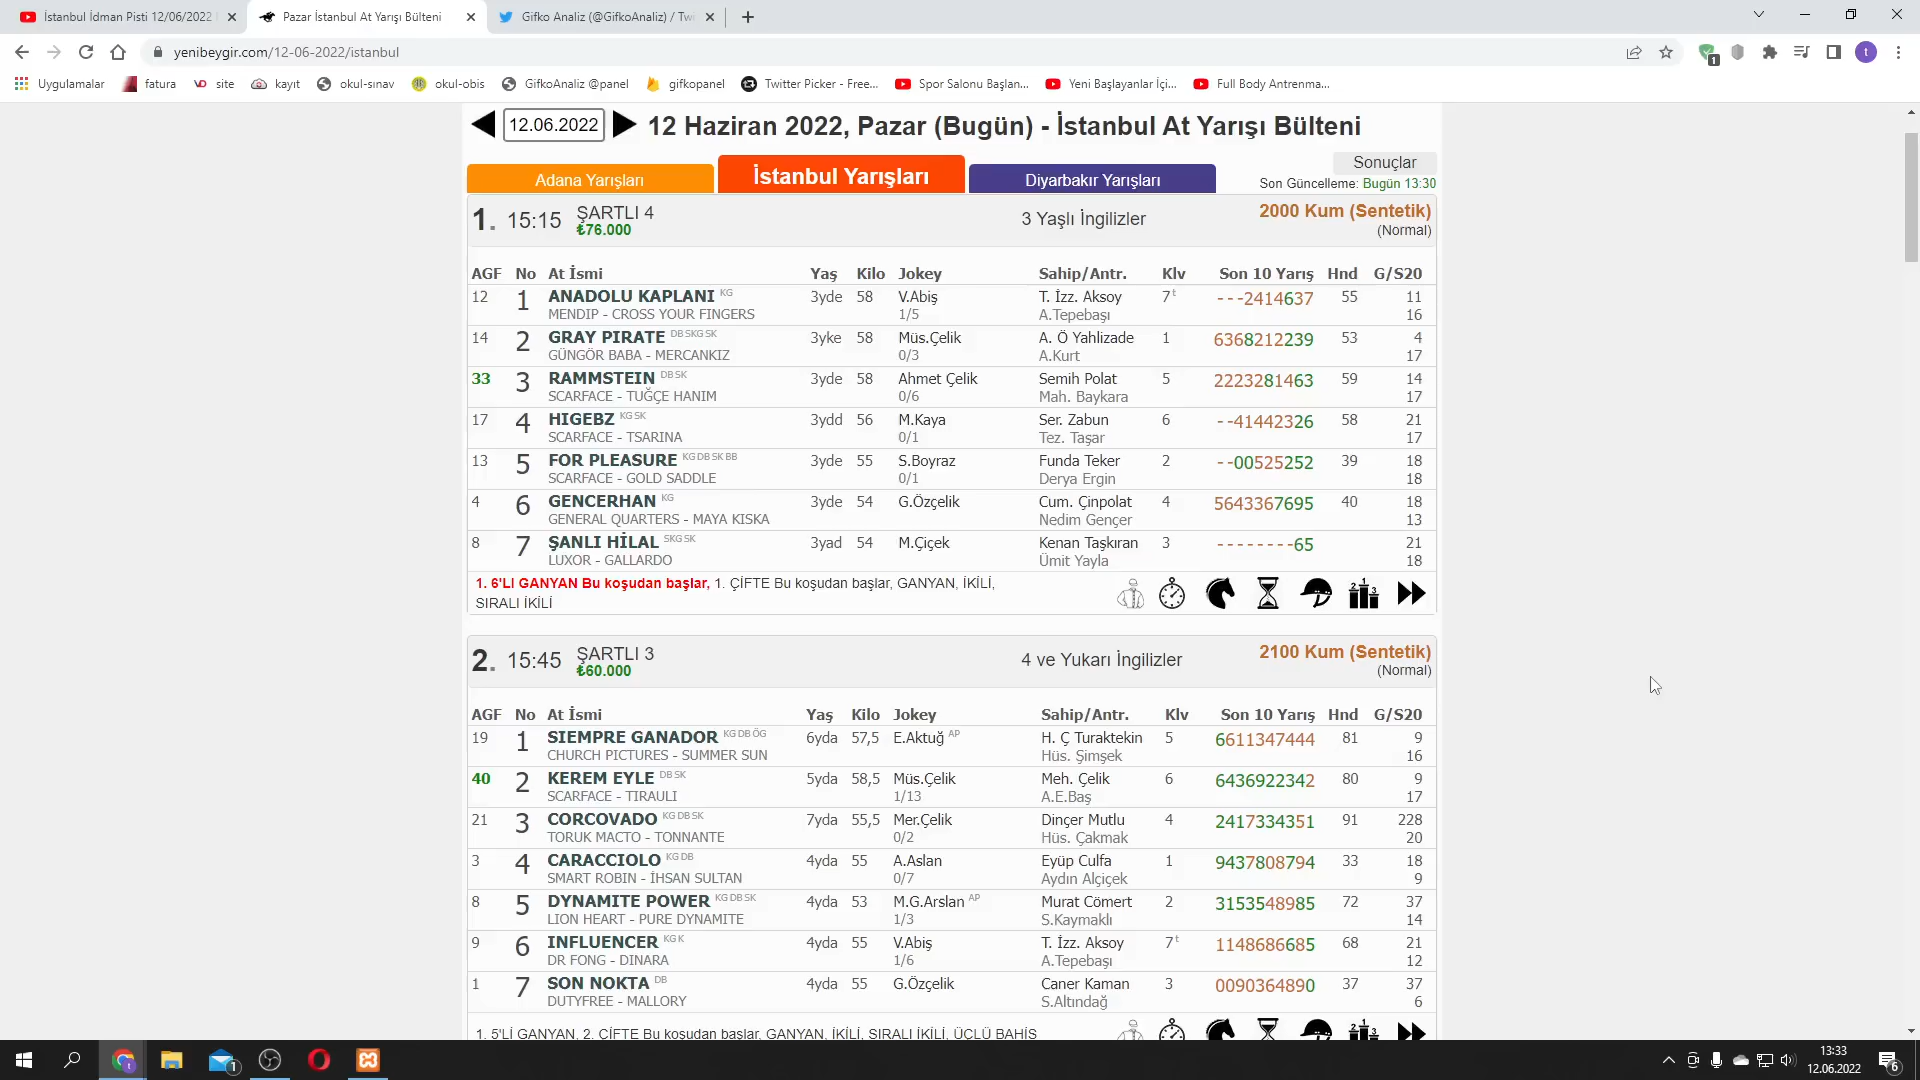 İstanbul İdman Pisti 12/06/2022
Pazar İstanbul At Yarışı Bülteni
Gifko Analiz (@GifkoAnaliz) / Tw
yenibeygir.com/12-06-2022/istanbul
1
t
Uygulamalar
fatura
site
kayıt
okul-sınav
okul-obis
GifkoAnaliz @panel
gifkopanel
Twitter Picker - Free...
Spor Salonu Başlan...
Yeni Başlayanlar İçi...
Full Body Antrenma...
12.06.2022
12 Haziran 2022, Pazar (Bugün) - İstanbul At Yarışı Bülteni
Adana Yarışları
İstanbul Yarışları
Diyarbakır Yarışları
Sonuçlar
Son Güncelleme: Bugün 13:30
1. 15:15 ŞARTLI 4 3 Yaşlı İngilizler 2000 Kum (Sentetik)
₺76.000 (Normal)
AGF No At İsmi Yaş Kilo Jokey Sahip/Antr. Klv Son 10 Yarış Hnd G/S20
12 1 ANADOLU KAPLANI KG 3yde 58 V.Abiş T. İzz. Aksoy 7 t ---2414637 55 11
MENDIP - CROSS YOUR FINGERS 1/5 A.Tepebaşı 16
14 2 GRAY PIRATE DB SKG SK 3yke 58 Müs.Çelik A. Ö Yahlizade 1 6368212239 53 4
GÜNGÖR BABA - MERCANKIZ 0/3 A.Kurt 17
33 3 RAMMSTEIN DB SK 3yde 58 Ahmet Çelik Semih Polat 5 2223281463 59 14
SCARFACE - TUĞÇE HANIM 0/6 Mah. Baykara 17
17 4 HIGEBZ KG SK 3ydd 56 M.Kaya Ser. Zabun 6 --41442326 58 21
SCARFACE - TSARINA 0/1 Tez. Taşar 17
13 5 FOR PLEASURE KG DB SK BB 3yde 55 S.Boyraz Funda Teker 2 --00525252 39 18
SCARFACE - GOLD SADDLE 0/1 Derya Ergin 18
4 6 GENCERHAN KG 3yde 54 G.Özçelik Cum. Çinpolat 4 5643367695 40 18
GENERAL QUARTERS - MAYA KISKA Nedim Gençer 13
8 7 ŞANLI HİLAL SKG SK 3yad 54 M.Çiçek Kenan Taşkıran 3 --------65 21
LUXOR - GALLARDO Ümit Yayla 18
1. 6'LI GANYAN Bu koşudan başlar, 1. ÇİFTE Bu koşudan başlar, GANYAN, İKİLİ,
SIRALI İKİLİ
2. 15:45 ŞARTLI 3 4 ve Yukarı İngilizler 2100 Kum (Sentetik)
₺60.000 (Normal)
AGF No At İsmi Yaş Kilo Jokey Sahip/Antr. Klv Son 10 Yarış Hnd G/S20
19 1 SIEMPRE GANADOR KG DB ÖG 6yda 57,5 E.Aktuğ AP H. Ç Turaktekin 5 6611347444 81 9
CHURCH PICTURES - SUMMER SUN Hüs. Şimşek 16
40 2 KEREM EYLE DB SK 5yda 58,5 Müs.Çelik Meh. Çelik 6 6436922342 80 9
SCARFACE - TIRAULI 1/13 A.E.Baş 17
21 3 CORCOVADO KG DB SK 7yda 55,5 Mer.Çelik Dinçer Mutlu 4 2417334351 91 228
TORUK MACTO - TONNANTE 0/2 Hüs. Çakmak 20
3 4 CARACCIOLO KG DB 4yda 55 A.Aslan Eyüp Culfa 1 9437808794 33 18
SMART ROBIN - İHSAN SULTAN 0/7 Aydın Alçiçek 9
8 5 DYNAMITE POWER KG DB SK 4yda 53 M.G.Arslan AP Murat Cömert 2 3153548985 72 37
LION HEART - PURE DYNAMITE 1/3 S.Kaymaklı 14
9 6 INFLUENCER KG K 4yda 55 V.Abiş T. İzz. Aksoy 7 t 1148686685 68 21
DR FONG - DINARA 1/6 A.Tepebaşı 12
1 7 SON NOKTA DB 4yda 55 G.Özçelik Caner Kaman 3 0090364890 37 37
DUTYFREE - MALLORY S.Altındağ 6
1. 5'Lİ GANYAN, 2. ÇİFTE Bu koşudan başlar, GANYAN, İKİLİ, SIRALI İKİLİ, ÜÇLÜ BAHİS
1
13:33
12.06.2022
6